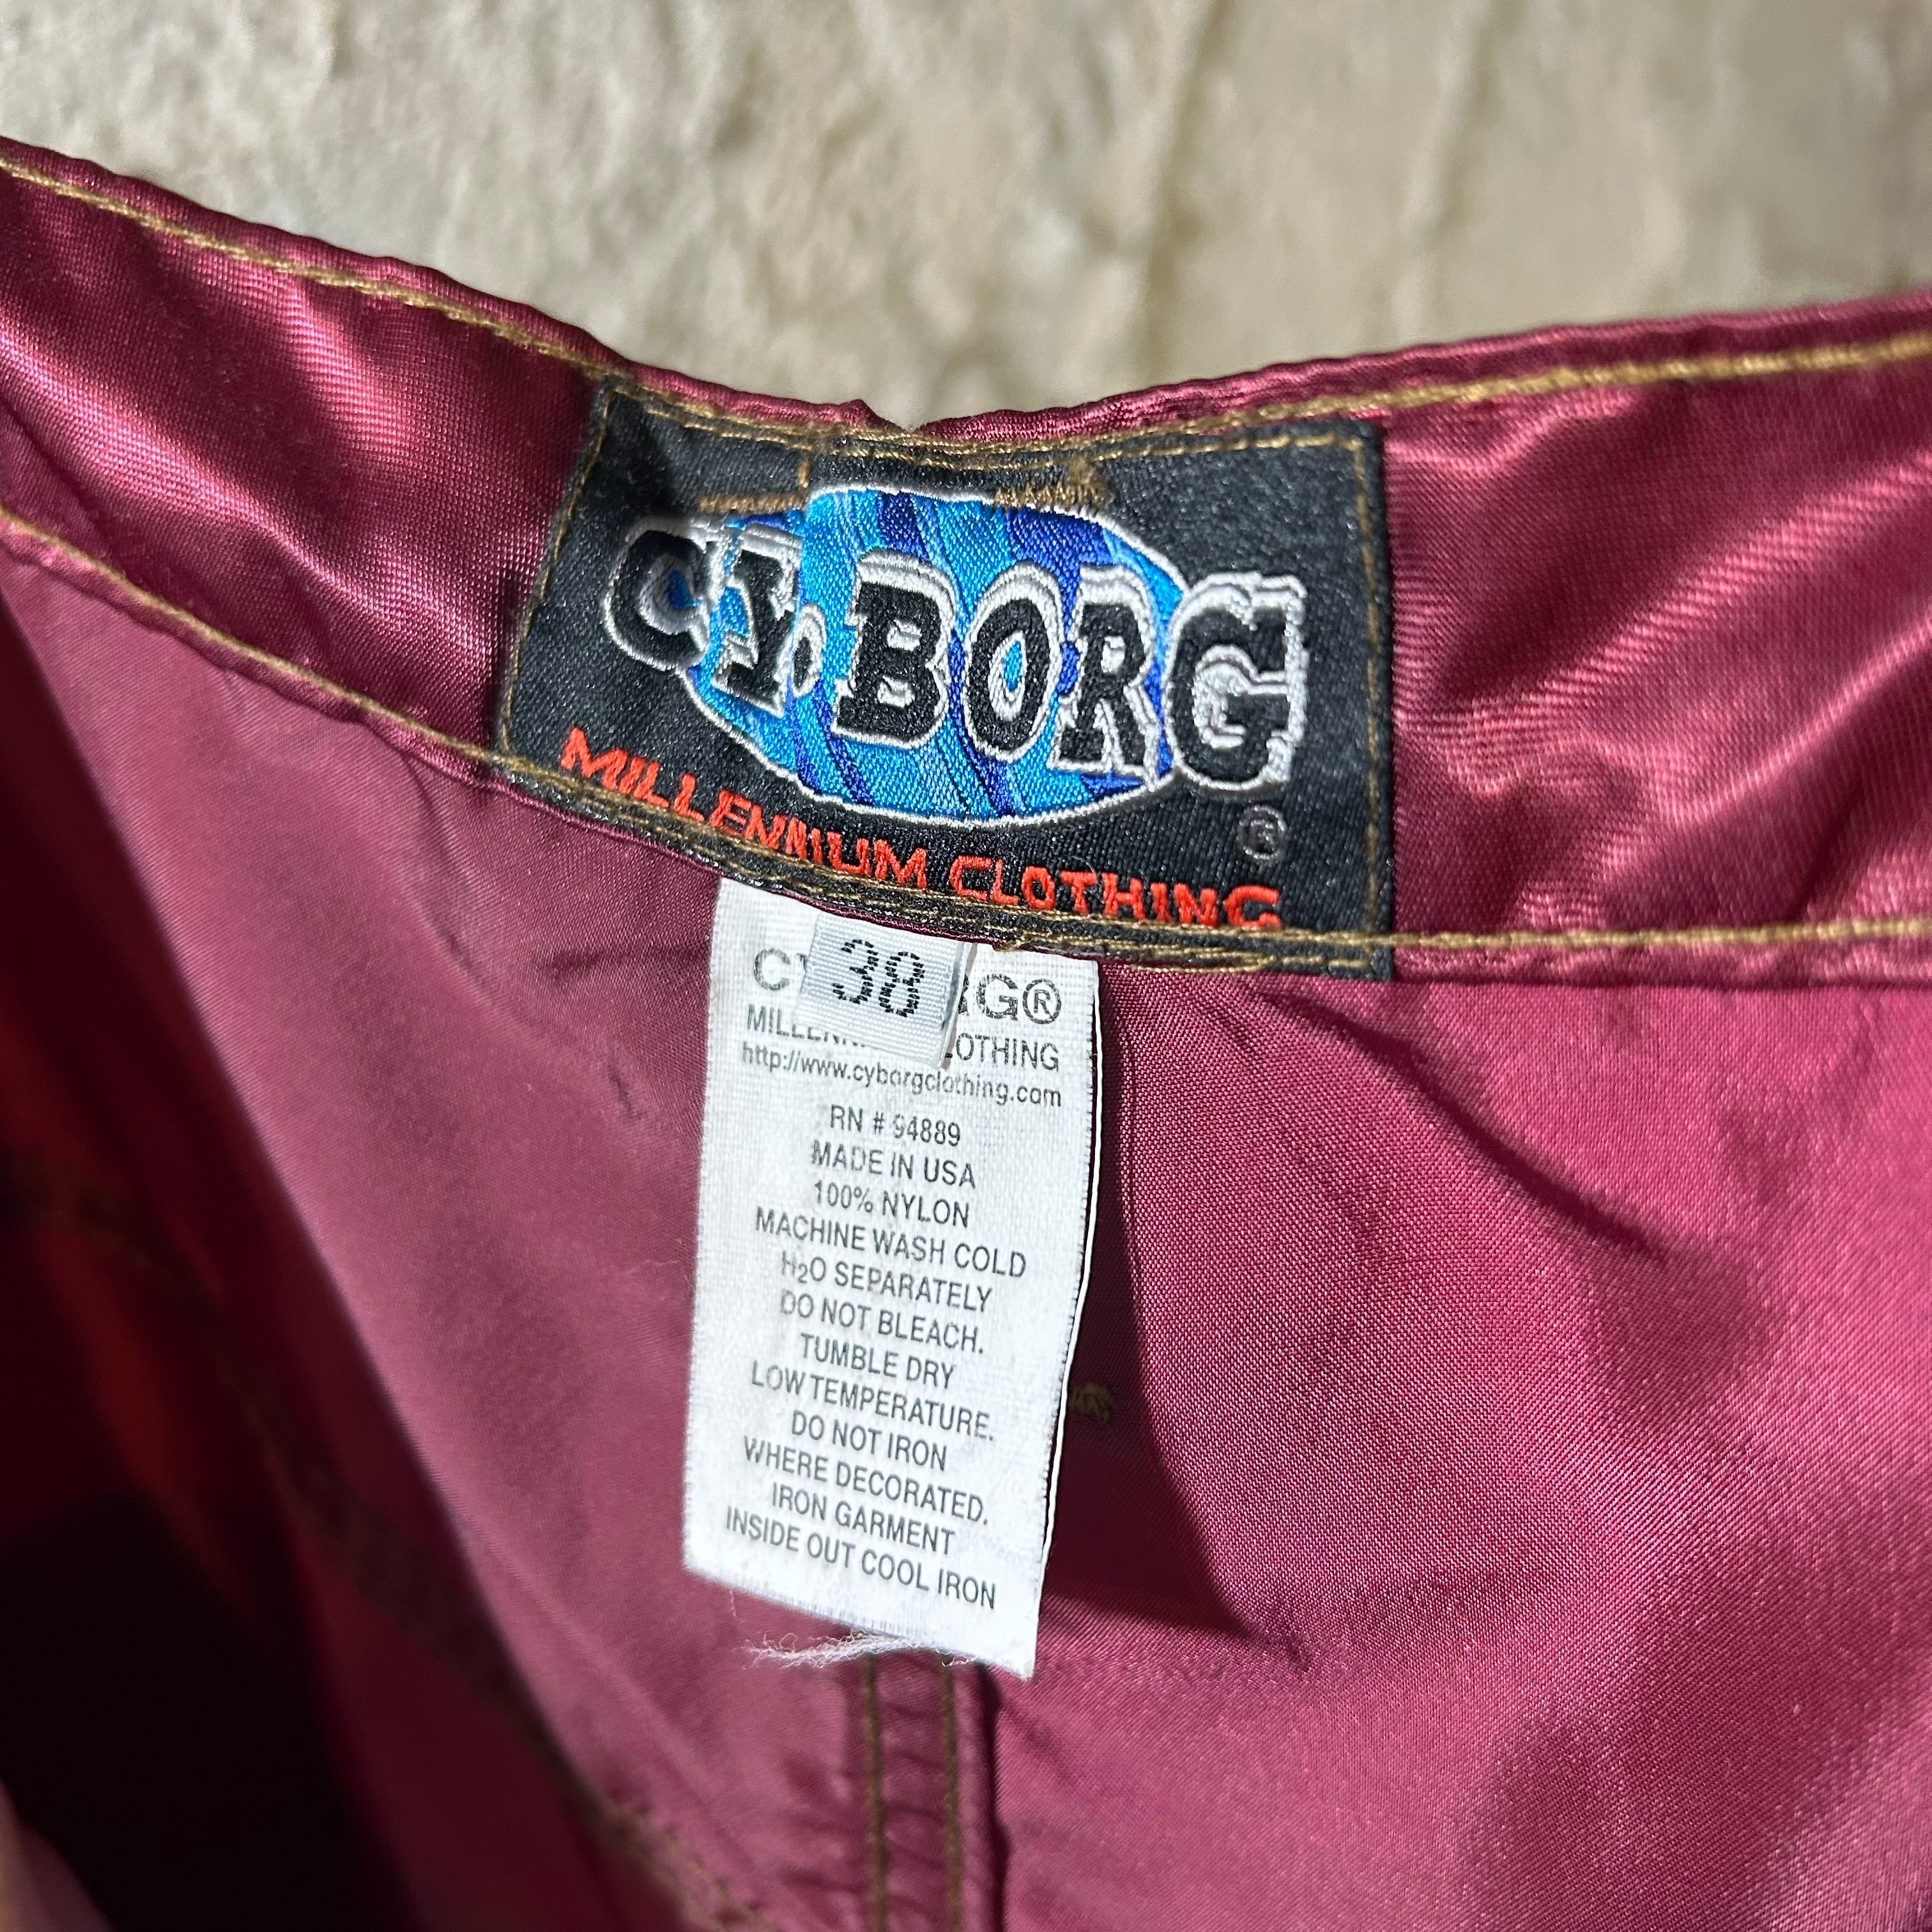 CY·BORG
®
MILLENNIUM CLOTHING
38
CY RG®
CLOTHING
http://www.cyborgclothing.com
RN # 94889
MADE IN USA
100% NYLON
MACHINE WASH COLD
H₂O SEPARATELY
DO NOT BLEACH.
TUMBLE DRY
LOW TEMPERATURE.
DO NOT IRON
WHERE DECORATED.
IRON GARMENT
INSIDE OUT COOL IRON